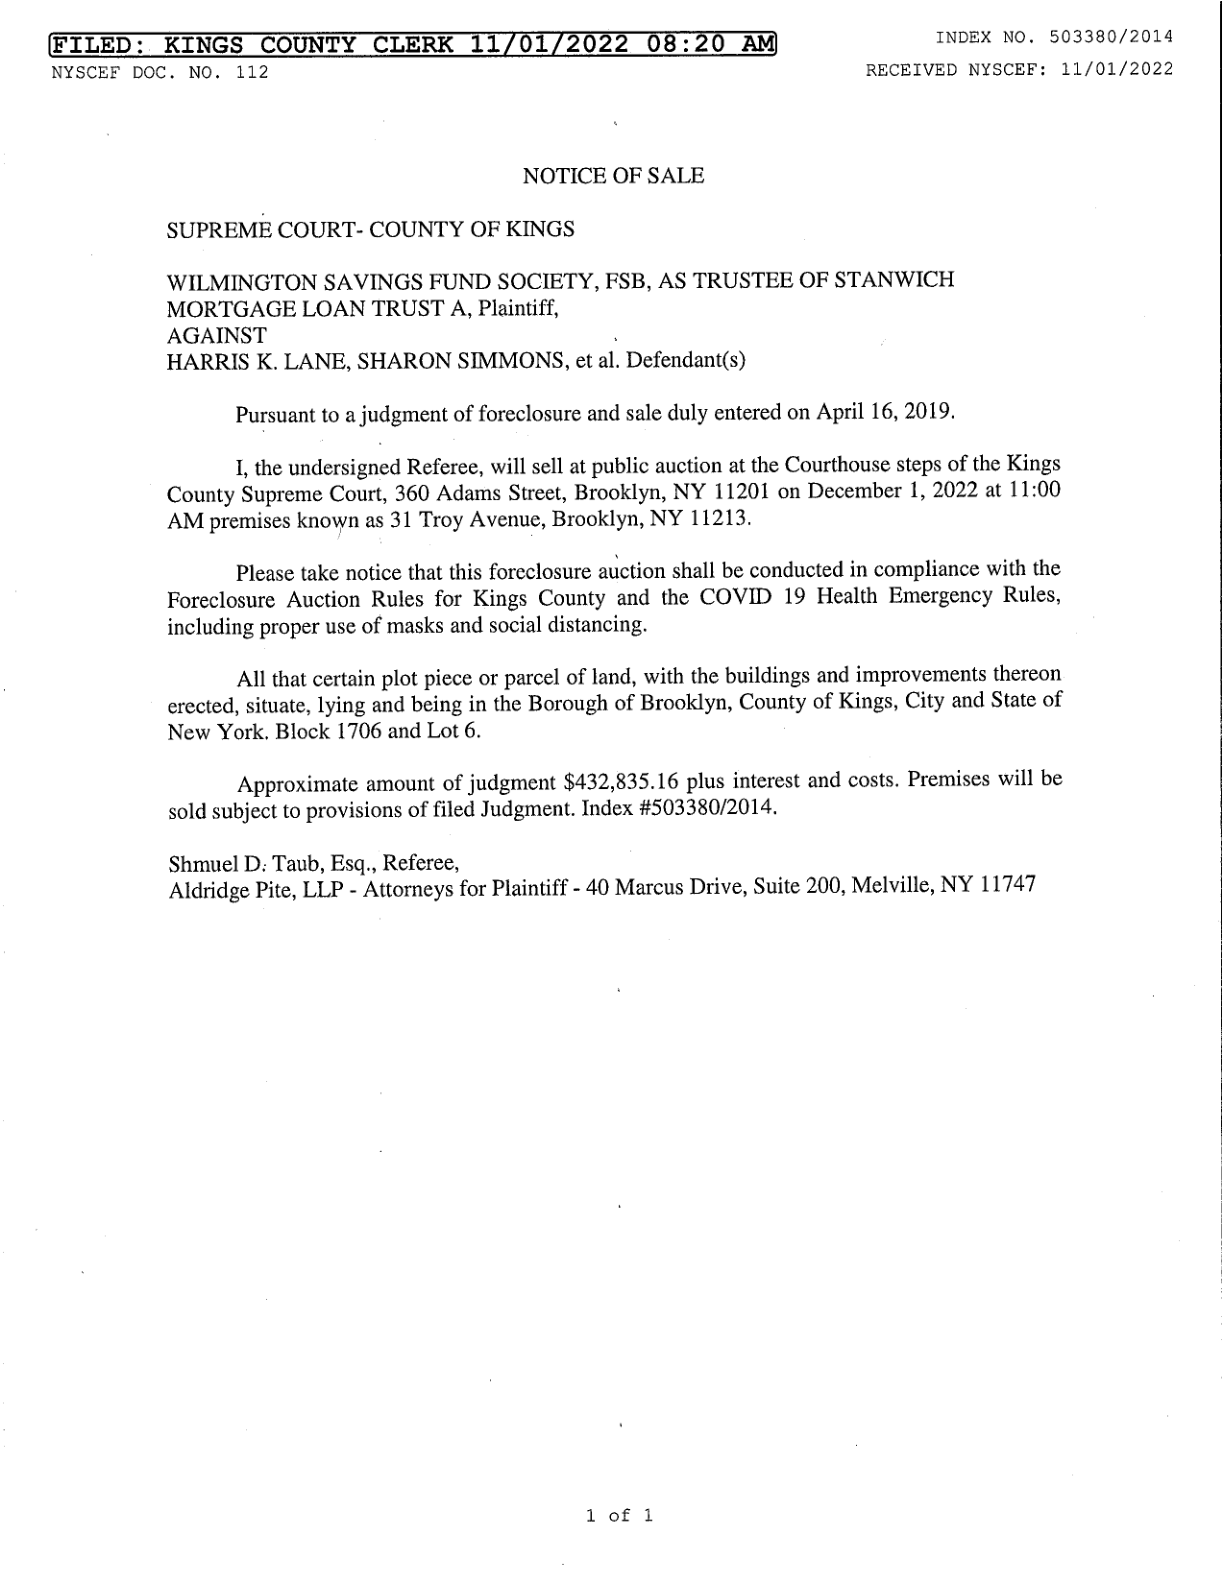 FILED: KINGS COUNTY CLERK 11/01/2022 08:20 AM
INDEX NO. 503380/2014
NYSCEF DOC. NO. 112
RECEIVED NYSCEF: 11/01/2022
NOTICE OF SALE
SUPREME COURT- COUNTY OF KINGS
WILMINGTON SAVINGS FUND SOCIETY, FSB, AS TRUSTEE OF STANWICH
MORTGAGE LOAN TRUST A, Plaintiff,
AGAINST
HARRIS K. LANE, SHARON SIMMONS, et al. Defendant(s)
Pursuant to a judgment of foreclosure and sale duly entered on April 16, 2019.
I, the undersigned Referee, will sell at public auction at the Courthouse steps of the Kings
County Supreme Court, 360 Adams Street, Brooklyn, NY 11201 on December 1, 2022 at 11:00
AM premises known as 31 Troy Avenue, Brooklyn, NY 11213.
Please take notice that this foreclosure auction shall be conducted in compliance with the
Foreclosure Auction Rules for Kings County and the COVID 19 Health Emergency Rules,
including proper use of masks and social distancing.
All that certain plot piece or parcel of land, with the buildings and improvements thereon
erected, situate, lying and being in the Borough of Brooklyn, County of Kings, City and State of
New York. Block 1706 and Lot 6.
Approximate amount of judgment $432,835.16 plus interest and costs. Premises will be
sold subject to provisions of filed Judgment. Index #503380/2014.
Shmuel D. Taub, Esq., Referee,
Aldridge Pite, LLP - Attorneys for Plaintiff - 40 Marcus Drive, Suite 200, Melville, NY 11747
1 of 1